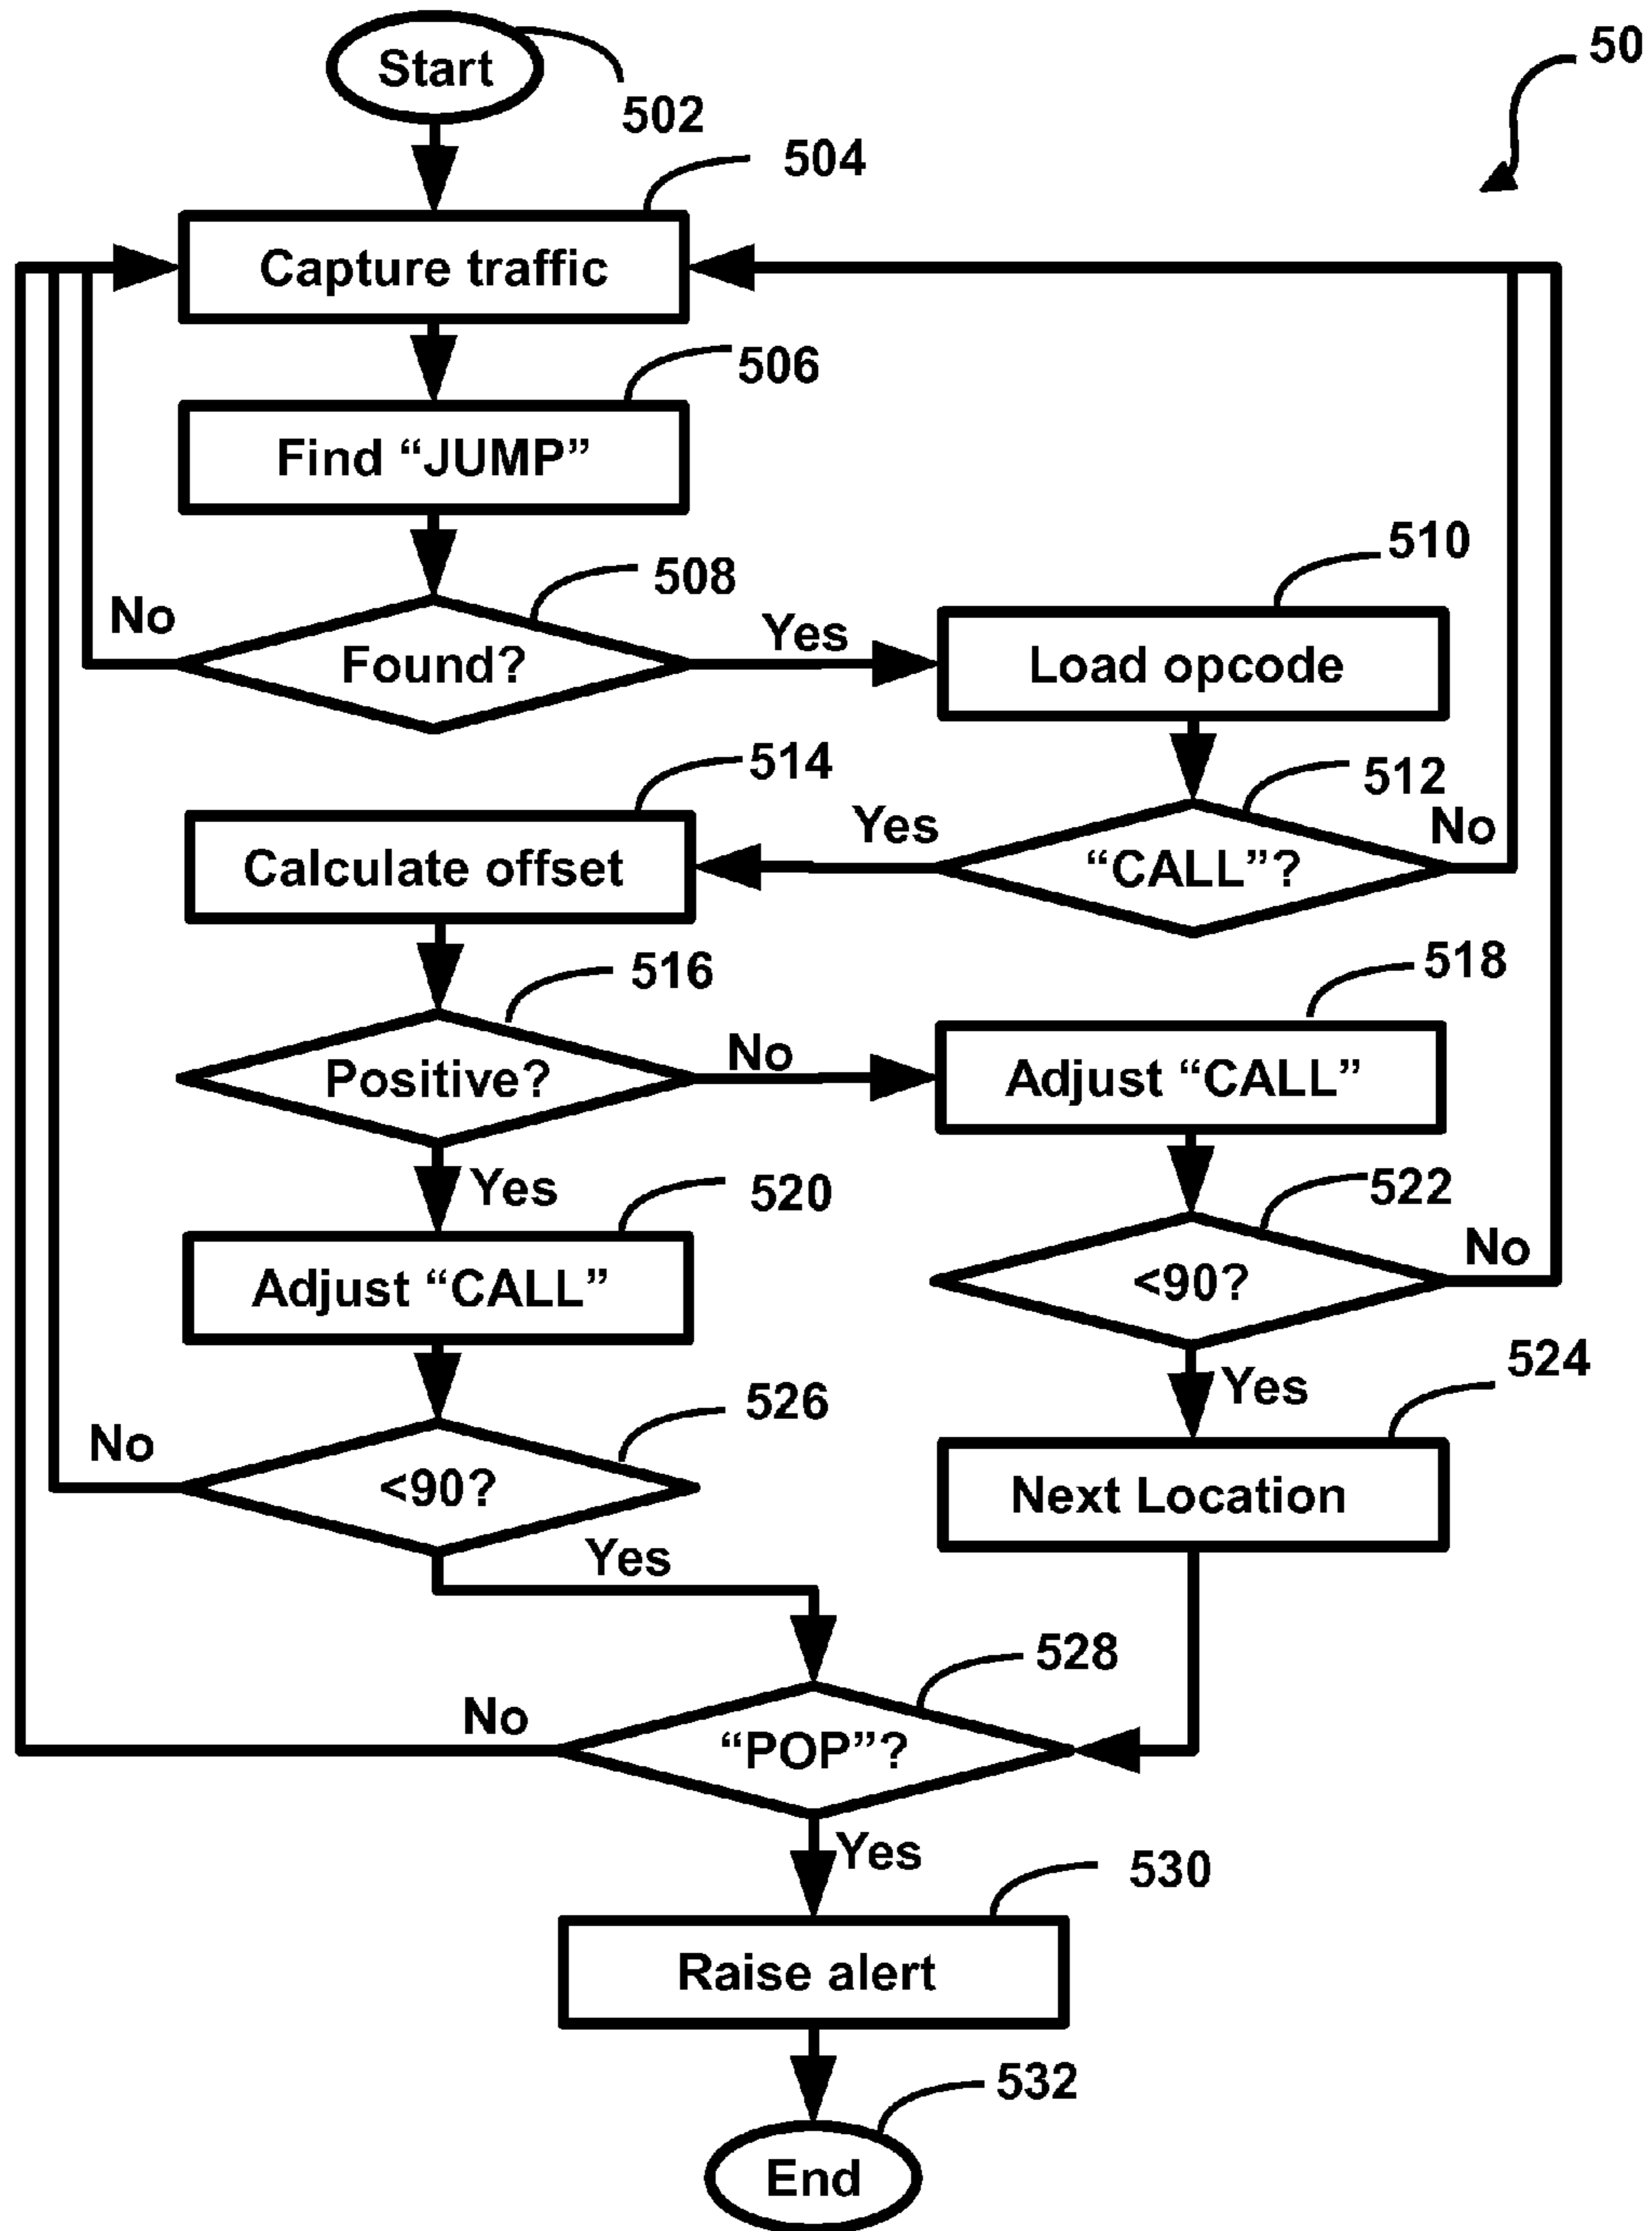 Start
502
50
504
Capture traffic
506
Find “JUMP”
508
No
Found?
Yes
510
Load opcode
514
512
Calculate offset
Yes
“CALL”?
No
516
518
Positive?
No
Adjust “CALL”
Yes
520
522
Adjust “CALL”
<90?
No
524
526
Yes
No
<90?
Next Location
Yes
528
No
“POP”?
Yes
530
Raise alert
532
End